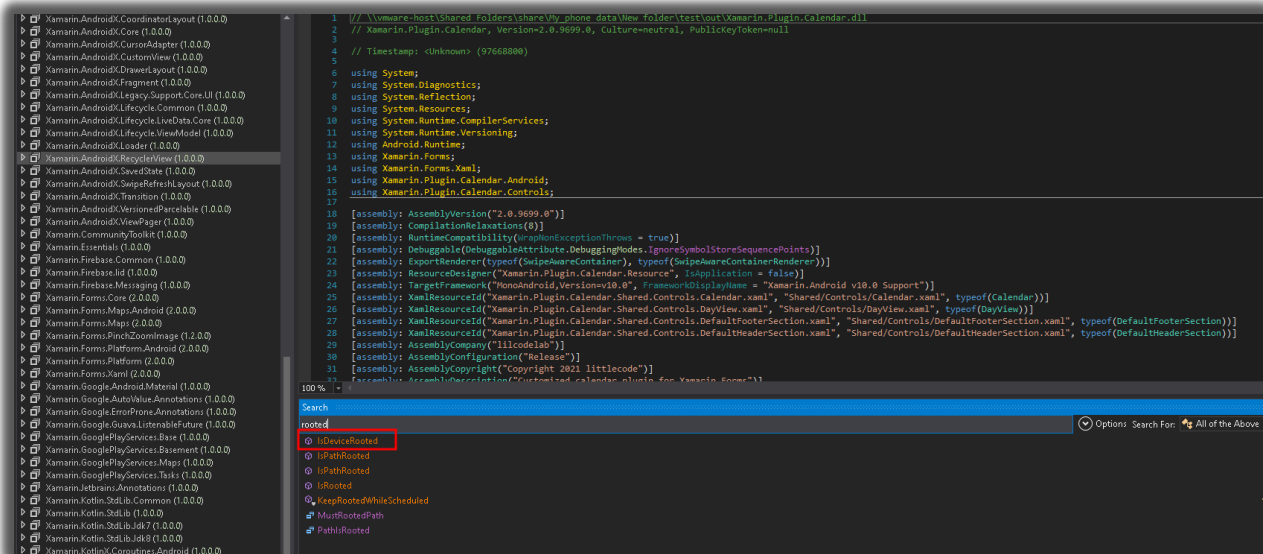 Xamarin.AndroidX.CoordinatorLayout (1.0.0.0)
Xamarin.AndroidX.Core (1.0.0.0)
Xamarin.AndroidX.CursorAdapter (1.0.0.0)
Xamarin.AndroidX.CustomView (1.0.0.0)
Xamarin.AndroidX.DrawerLayout (1.0.0.0)
Xamarin.AndroidX.Fragment (1.0.0.0)
Xamarin.AndroidX.Legacy.Support.Core.UI (1.0.0.0)
Xamarin.AndroidX.Lifecycle.Common (1.0.0.0)
Xamarin.AndroidX.Lifecycle.LiveData.Core (1.0.0.0)
Xamarin.AndroidX.Lifecycle.ViewModel (1.0.0.0)
Xamarin.AndroidX.Loader (1.0.0.0)
Xamarin.AndroidX.RecyclerView (1.0.0.0)
Xamarin.AndroidX.SavedState (1.0.0.0)
Xamarin.AndroidX.SwipeRefreshLayout (1.0.0.0)
Xamarin.AndroidX.Transition (1.0.0.0)
Xamarin.AndroidX.VersionedParcelable (1.0.0.0)
Xamarin.AndroidX.ViewPager (1.0.0.0)
Xamarin.CommunityToolkit (1.0.0.0)
Xamarin.Essentials (1.0.0.0)
Xamarin.Firebase.Common (1.0.0.0)
Xamarin.Firebase.Iid (1.0.0.0)
Xamarin.Firebase.Messaging (1.0.0.0)
Xamarin.Forms.Core (2.0.0.0)
Xamarin.Forms.Maps.Android (2.0.0.0)
Xamarin.Forms.Maps (2.0.0.0)
Xamarin.Forms.PinchZoomImage (1.2.0.0)
Xamarin.Forms.Platform.Android (2.0.0.0)
Xamarin.Forms.Platform (2.0.0.0)
Xamarin.Forms.Xaml (2.0.0.0)
Xamarin.Google.Android.Material (1.0.0.0)
Xamarin.Google.AutoValue.Annotations (1.0.0.0)
Xamarin.Google.ErrorProne.Annotations (1.0.0.0)
Xamarin.Google.Guava.ListenableFuture (1.0.0.0)
Xamarin.GooglePlayServices.Base (1.0.0.0)
Xamarin.GooglePlayServices.Basement (1.0.0.0)
Xamarin.GooglePlayServices.Maps (1.0.0.0)
Xamarin.GooglePlayServices.Tasks (1.0.0.0)
Xamarin.Jetbrains.Annotations (1.0.0.0)
Xamarin.Kotlin.StdLib.Common (1.0.0.0)
Xamarin.Kotlin.StdLib (1.0.0.0)
Xamarin.Kotlin.StdLib.Jdk7 (1.0.0.0)
Xamarin.Kotlin.StdLib.Jdk8 (1.0.0.0)
Xamarin.KotlinX.Coroutines.Android (1.0.0.0)
1 // \\vmware-host\Shared Folders\share\My_phone data\New folder\test\out\Xamarin.Plugin.Calendar.dll
2 // Xamarin.Plugin.Calendar, Version=2.0.9699.0, Culture=neutral, PublicKeyToken=null
3
4 // Timestamp: <Unknown> (97668800)
5
6 using System;
7 using System.Diagnostics;
8 using System.Reflection;
9 using System.Resources;
10 using System.Runtime.CompilerServices;
11 using System.Runtime.Versioning;
12 using Android.Runtime;
13 using Xamarin.Forms;
14 using Xamarin.Forms.Xaml;
15 using Xamarin.Plugin.Calendar.Android;
16 using Xamarin.Plugin.Calendar.Controls;
17
18 [assembly: AssemblyVersion("2.0.9699.0")]
19 [assembly: CompilationRelaxations(8)]
20 [assembly: RuntimeCompatibility(WrapNonExceptionThrows = true)]
21 [assembly: Debuggable(DebuggableAttribute.DebuggingModes.IgnoreSymbolStoreSequencePoints)]
22 [assembly: ExportRenderer(typeof(SwipeAwareContainer), typeof(SwipeAwareContainerRenderer))]
23 [assembly: ResourceDesigner("Xamarin.Plugin.Calendar.Resource", IsApplication = false)]
24 [assembly: TargetFramework("MonoAndroid,Version=v10.0", FrameworkDisplayName = "Xamarin.Android v10.0 Support")]
25 [assembly: XamlResourceId("Xamarin.Plugin.Calendar.Shared.Controls.Calendar.xaml", "Shared/Controls/Calendar.xaml", typeof(Calendar))]
26 [assembly: XamlResourceId("Xamarin.Plugin.Calendar.Shared.Controls.DayView.xaml", "Shared/Controls/DayView.xaml", typeof(DayView))]
27 [assembly: XamlResourceId("Xamarin.Plugin.Calendar.Shared.Controls.DefaultFooterSection.xaml", "Shared/Controls/DefaultFooterSection.xaml", typeof(DefaultFooterSection))]
28 [assembly: XamlResourceId("Xamarin.Plugin.Calendar.Shared.Controls.DefaultHeaderSection.xaml", "Shared/Controls/DefaultHeaderSection.xaml", typeof(DefaultHeaderSection))]
29 [assembly: AssemblyCompany("lilcodelab")]
30 [assembly: AssemblyConfiguration("Release")]
31 [assembly: AssemblyCopyright("Copyright 2021 littlecode")]
32 [assembly: AssemblyDescription("Customized calendar plugin for Xamarin Forms")]
100 %
Search
rooted
Options Search For: All of the Above
IsDeviceRooted
IsPathRooted
IsPathRooted
IsRooted
KeepRootedWhileScheduled
MustRootedPath
PathIsRooted